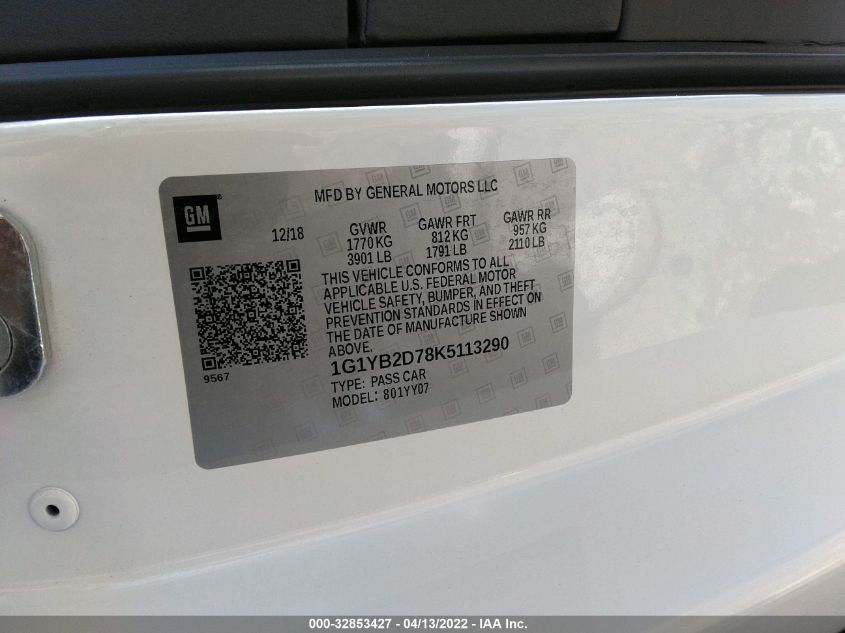 GM
MFD BY GENERAL MOTORS LLC
12/18
GVWR
1770 KG
3901 LB
GAWR FRT
812 KG
1791 LB
GAWR RR
957 KG
2110 LB
THIS VEHICLE CONFORMS TO ALL
APPLICABLE U.S. FEDERAL MOTOR
VEHICLE SAFETY, BUMPER, AND THEFT
PREVENTION STANDARDS IN EFFECT ON
THE DATE OF MANUFACTURE SHOWN
ABOVE.
9567
1G1YB2D78K5113290
TYPE: PASS CAR
MODEL: 801YY07
000-32853427 - 04/13/2022 - IAA Inc.